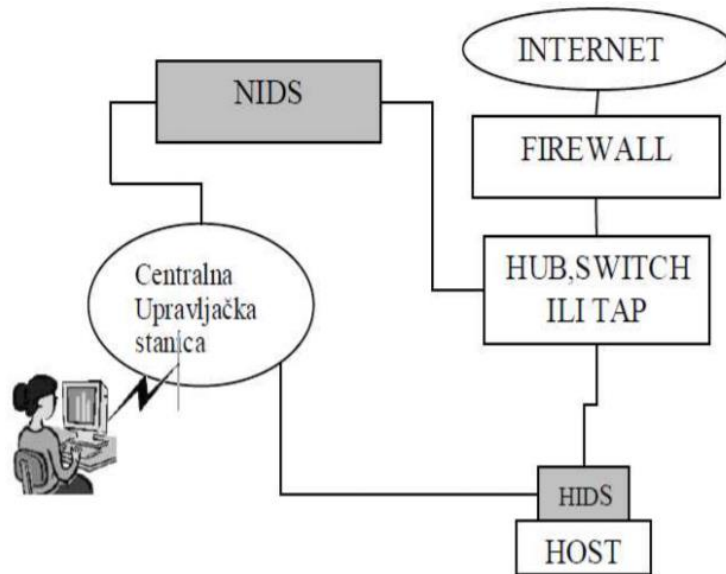 INTERNET
NIDS
FIREWALL
HUB,SWITCH
ILI TAP
Centralna
Upravljačka
stanica
HIDS
HOST